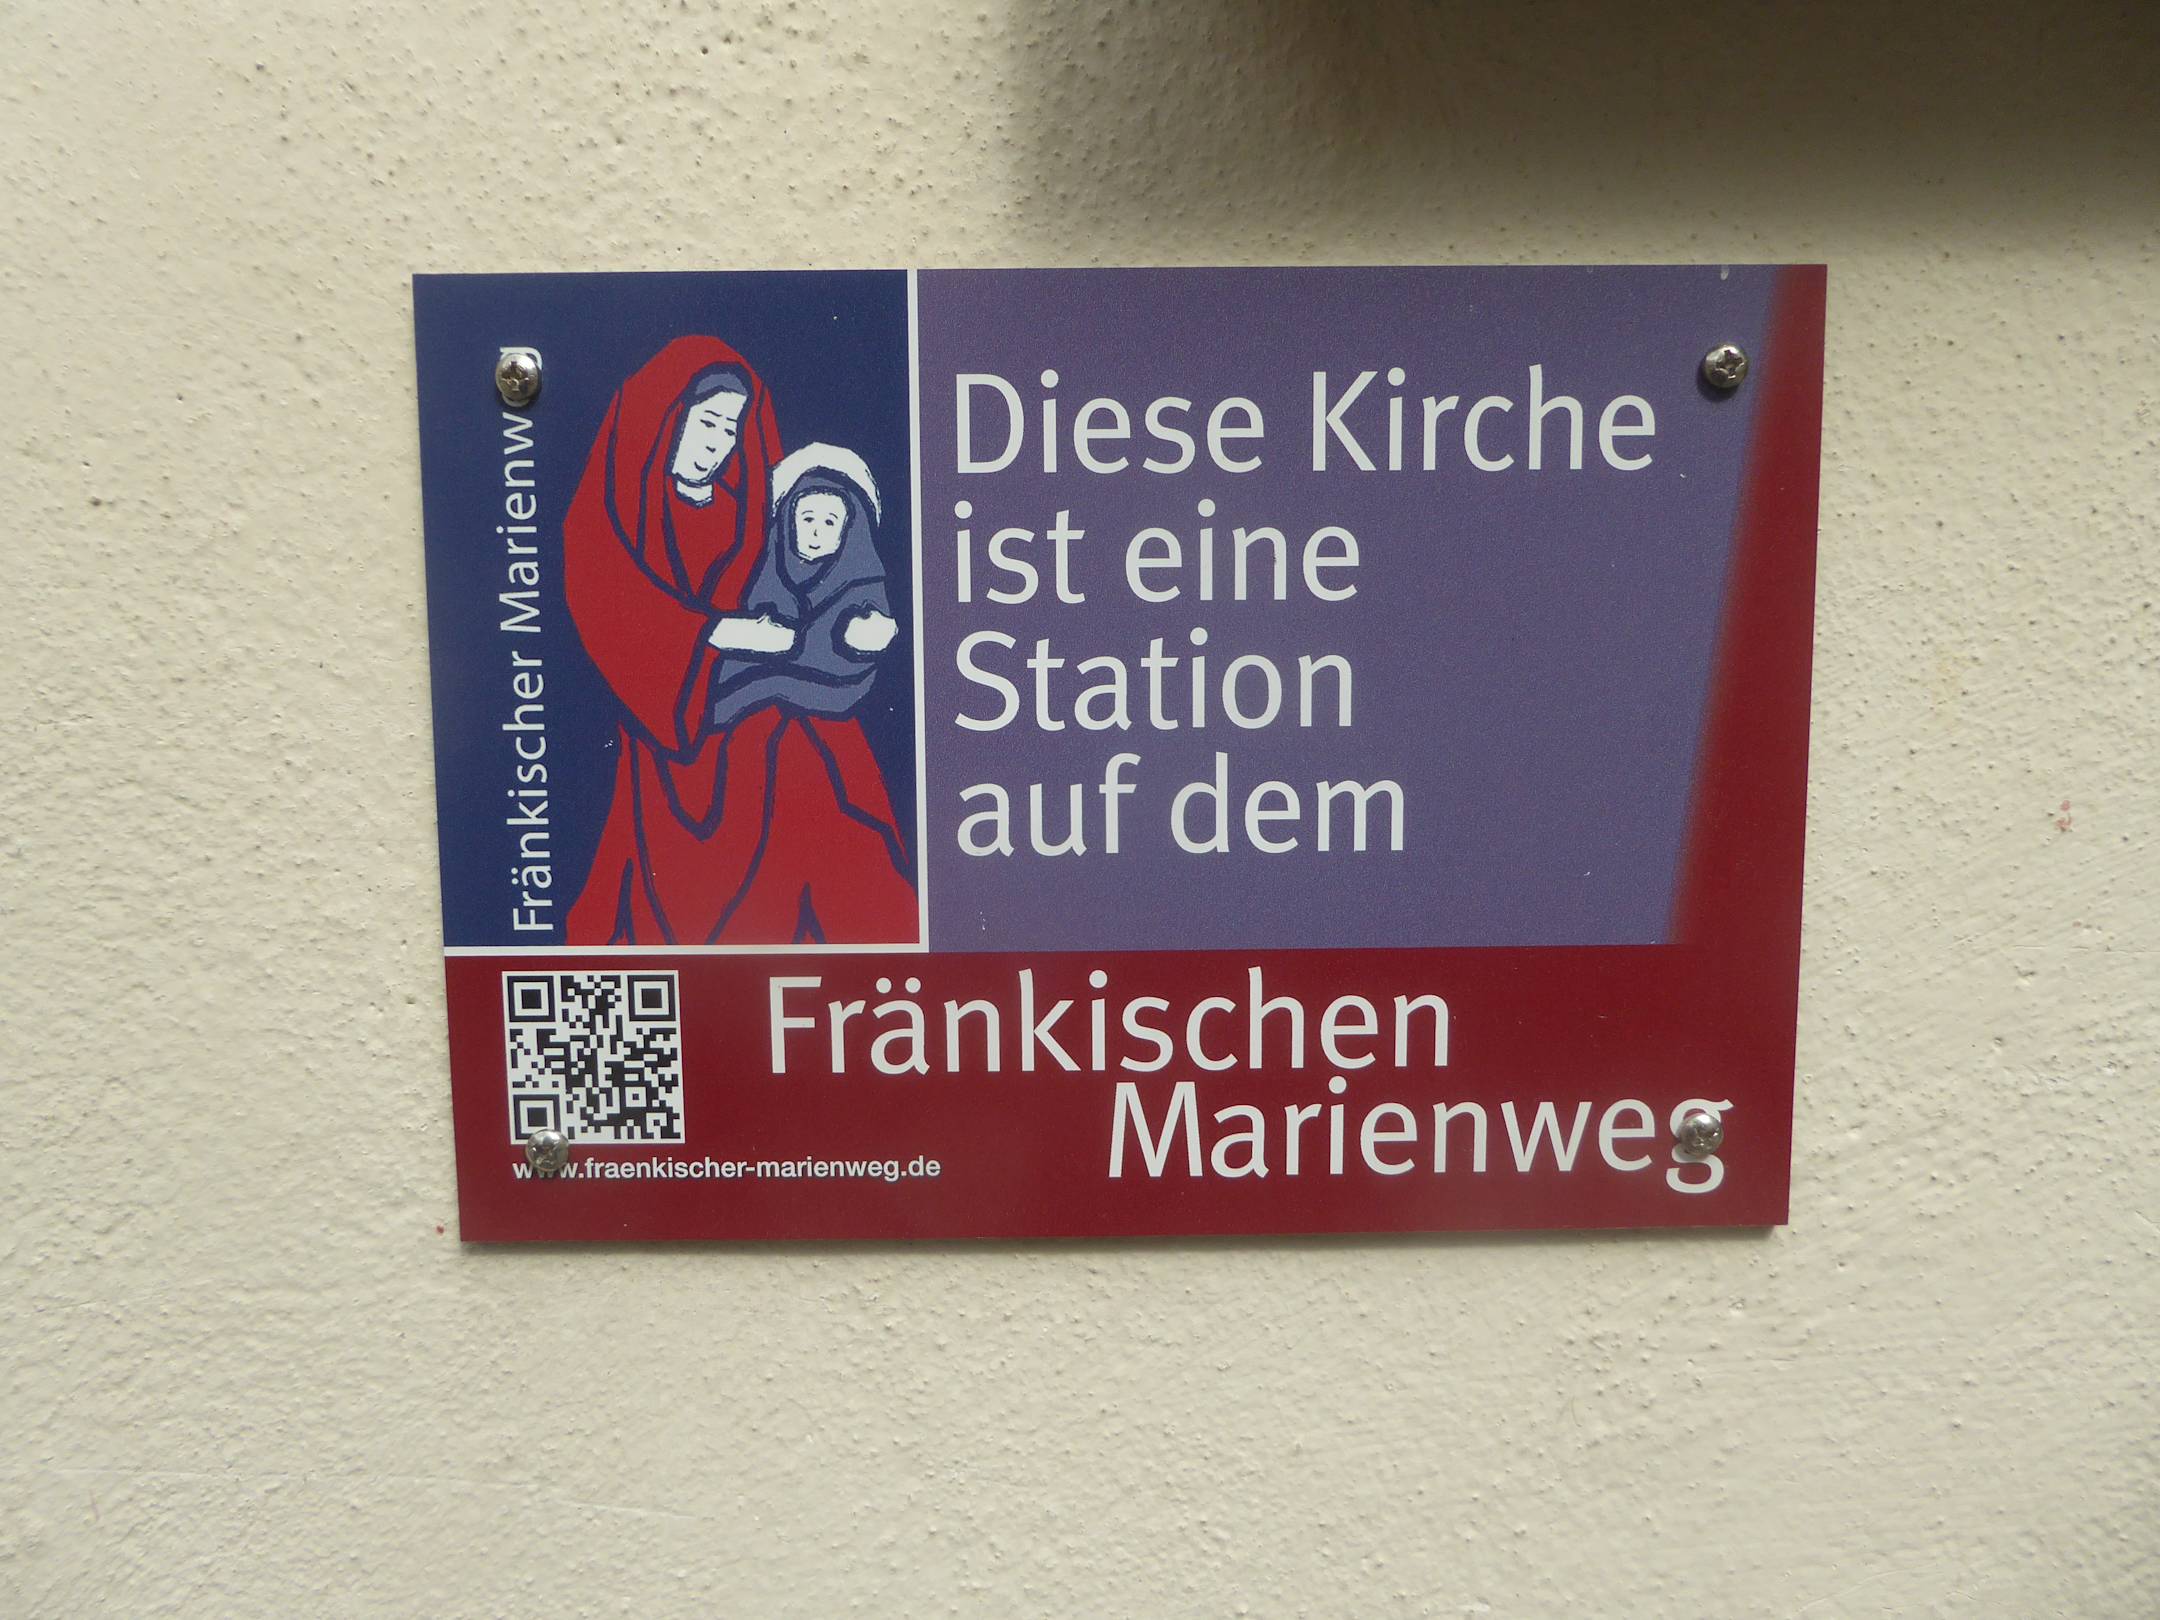 Fränkischer Marienweg
Diese Kirche
ist eine
Station
auf dem
Fränkischen
Marienweg
www.fraenkischer-marienweg.de